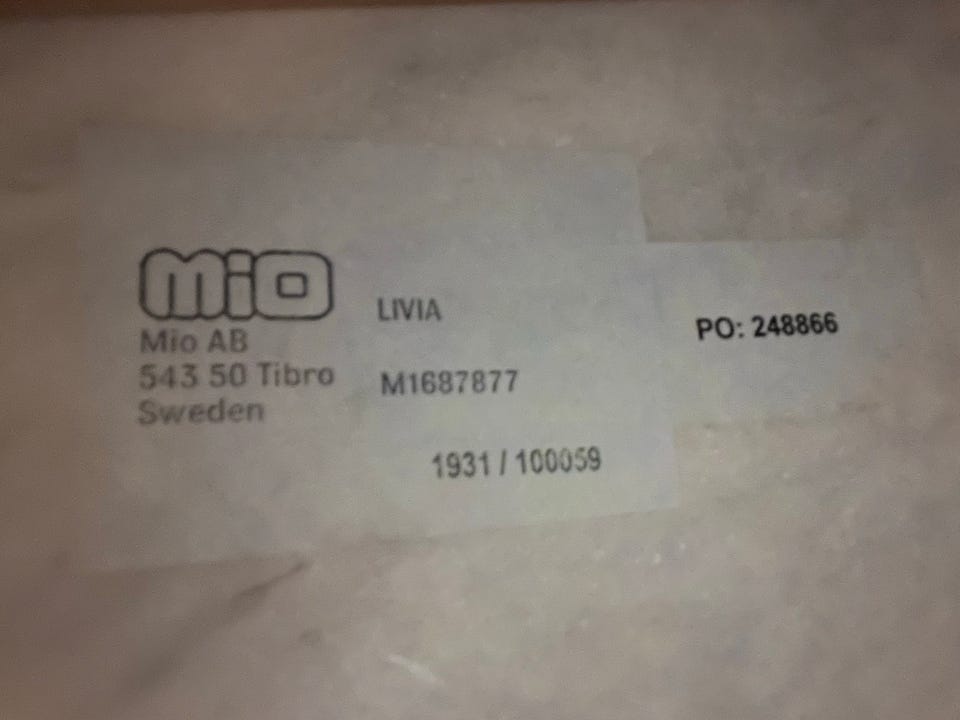 mio
Mio AB
543 50 Tibro
Sweden
LIVIA
M1687877
1931 / 100059
PO: 248866